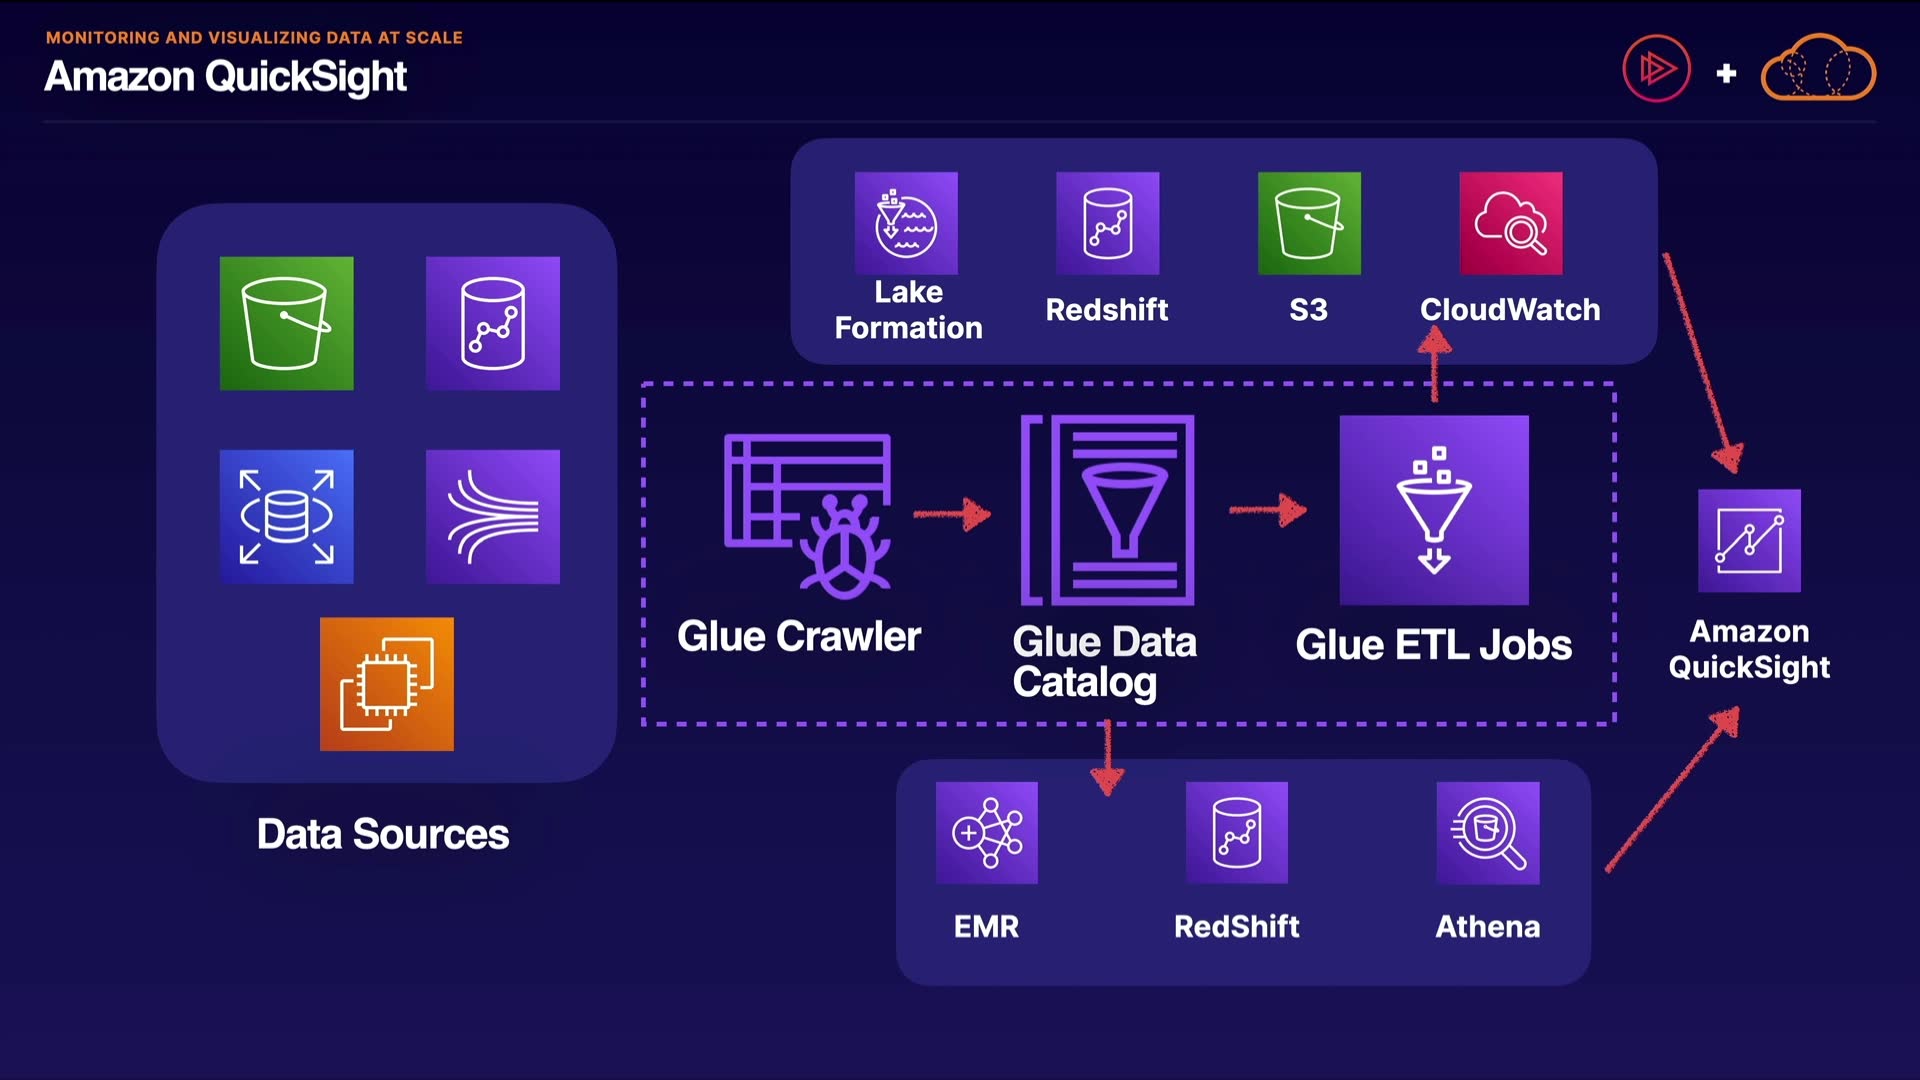 MONITORING AND VISUALIZING DATA AT SCALE
Amazon QuickSight
Lake
Formation
Redshift
S3
CloudWatch
Glue Crawler
Glue Data
Catalog
Glue ETL Jobs
Amazon
QuickSight
Data Sources
EMR
RedShift
Athena